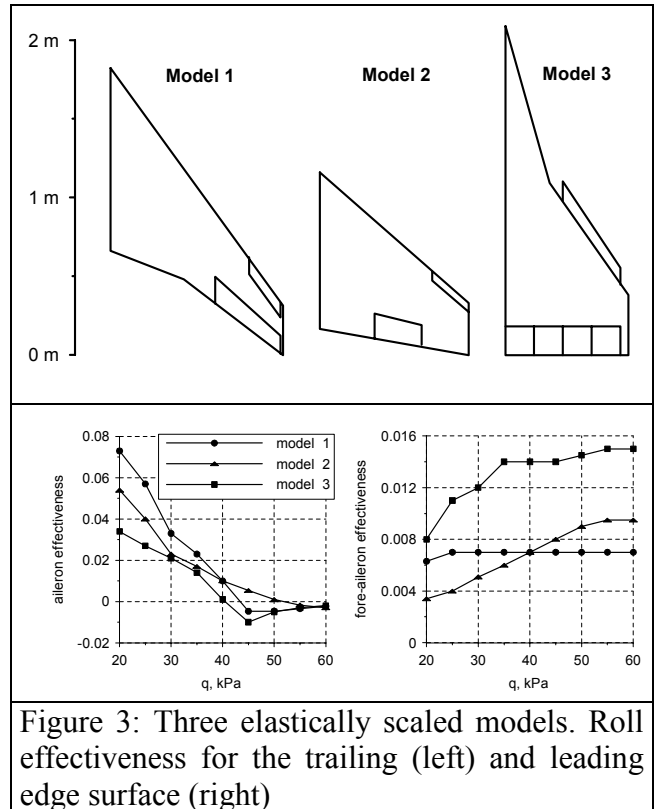 2 m
Model 1
Model 2
Model 3
1 m
0 m
0.08
0.06
0.04
0.02
0
-0.02
aileron effectiveness
model 1
model 2
model 3
20 30 40 50 60
q, kPa
0.016
0.012
0.008
0.004
0
fore-aileron effectiveness
20 30 40 50 60
q, kPa
Figure 3: Three elastically scaled models. Roll
effectiveness for the trailing (left) and leading
edge surface (right)